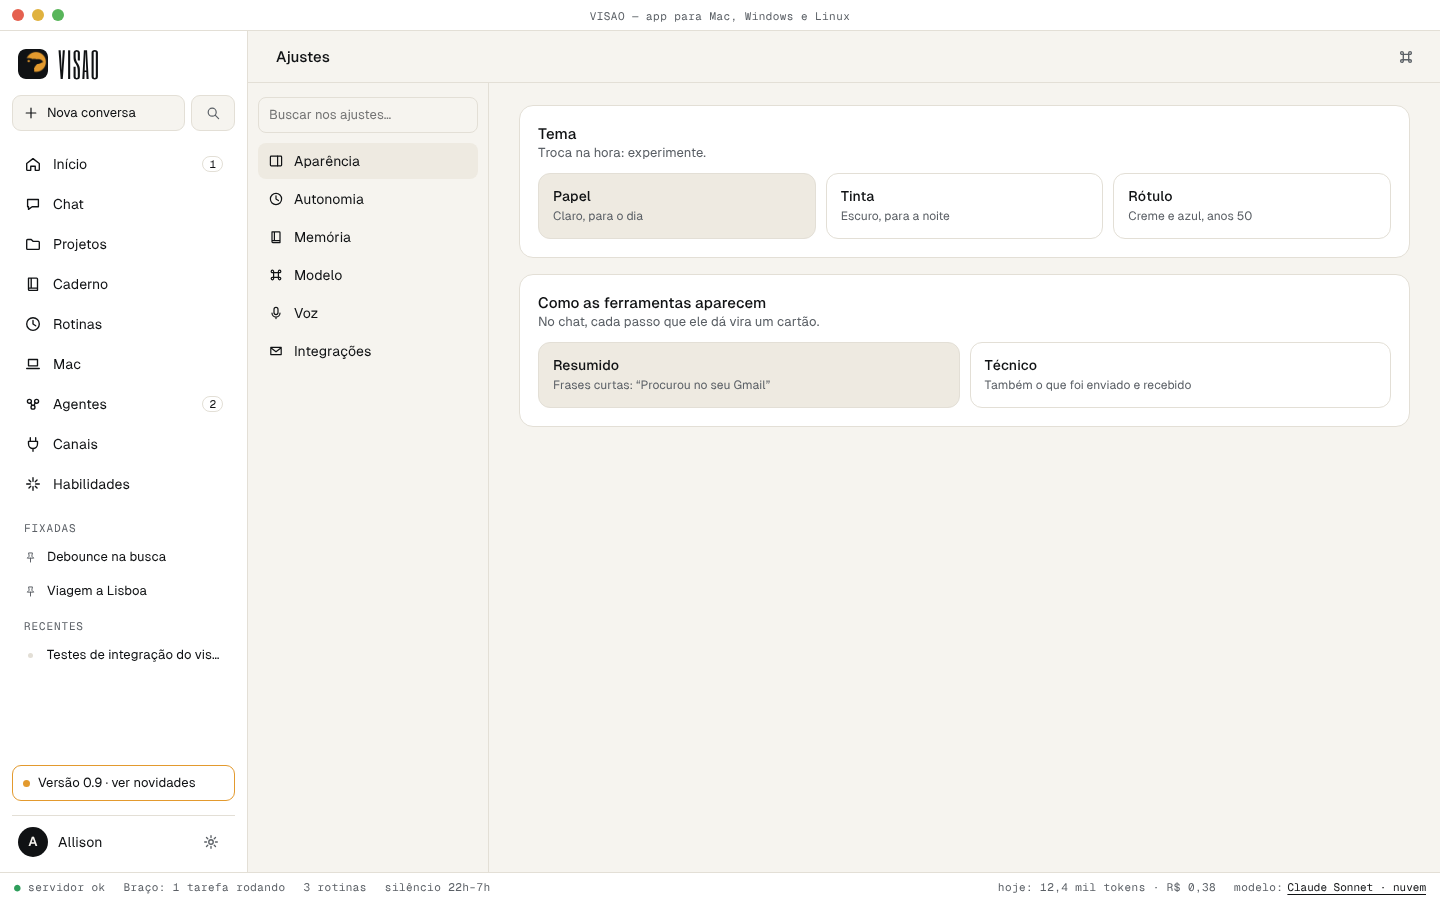 VISAO — app para Mac, Windows e Linux
VISAO
Nova conversa
Início 1
Chat
Projetos
Caderno
Rotinas
Mac
Agentes 2
Canais
Habilidades
FIXADAS
Debounce na busca
Viagem a Lisboa
RECENTES
Testes de integração do vis…
Versão 0.9 · ver novidades
A Allison
Ajustes
Buscar nos ajustes…
Aparência
Autonomia
Memória
Modelo
Voz
Integrações
Tema
Troca na hora: experimente.
Papel
Claro, para o dia
Tinta
Escuro, para a noite
Rótulo
Creme e azul, anos 50
Como as ferramentas aparecem
No chat, cada passo que ele dá vira um cartão.
Resumido
Frases curtas: “Procurou no seu Gmail”
Técnico
Também o que foi enviado e recebido
servidor ok Braço: 1 tarefa rodando 3 rotinas silêncio 22h–7h hoje: 12,4 mil tokens · R$ 0,38 modelo: Claude Sonnet · nuvem